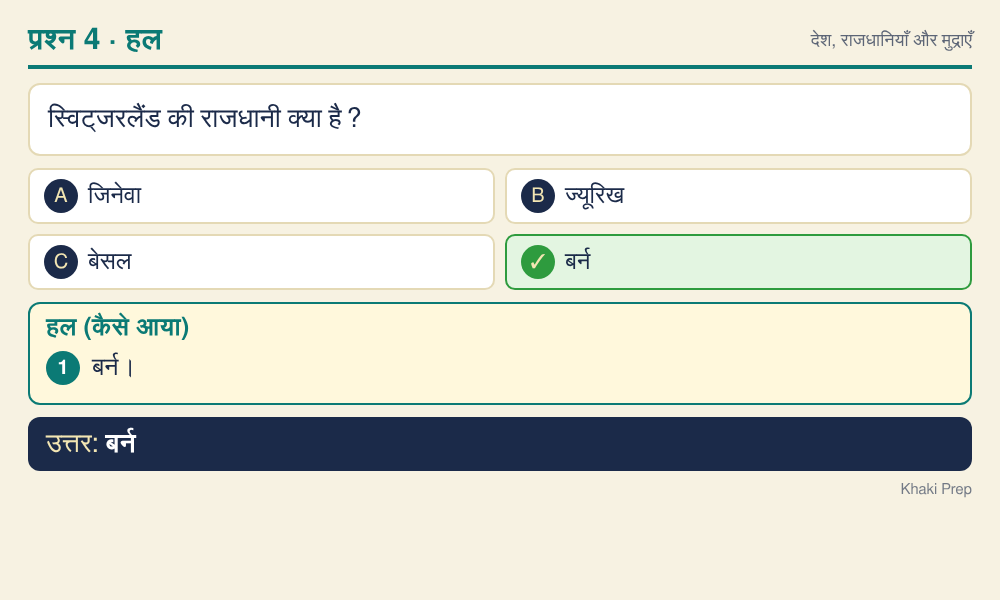 प्रश्न 4 · हल
देश, राजधानियाँ और मुद्राएँ
स्विट्जरलैंड की राजधानी क्या है ?
A जिनेवा
B ज्यूरिख
C बेसल
✓ बर्न
हल (कैसे आया)
1 बर्न।
उत्तर: बर्न
Khaki Prep